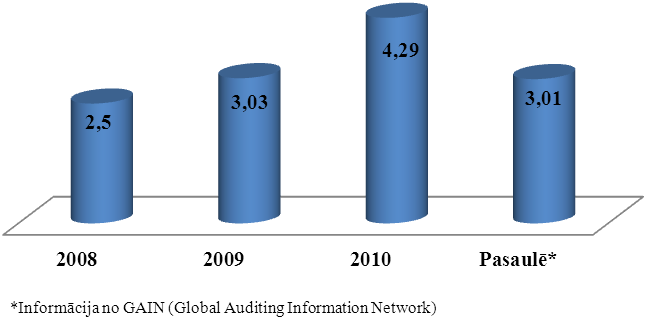 4,29
3,03
3,01
2,5
2008 2009 2010 Pasaulē*
*Informācija no GAIN (Global Auditing Information Network)